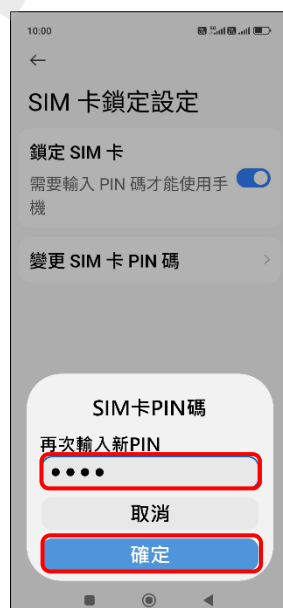 10:00
SIM 卡鎖定設定
鎖定 SIM 卡
需要輸入 PIN 碼才能使用手
機
變更 SIM 卡 PIN 碼
SIM卡PIN碼
再次輸入新PIN
••••
取消
確定